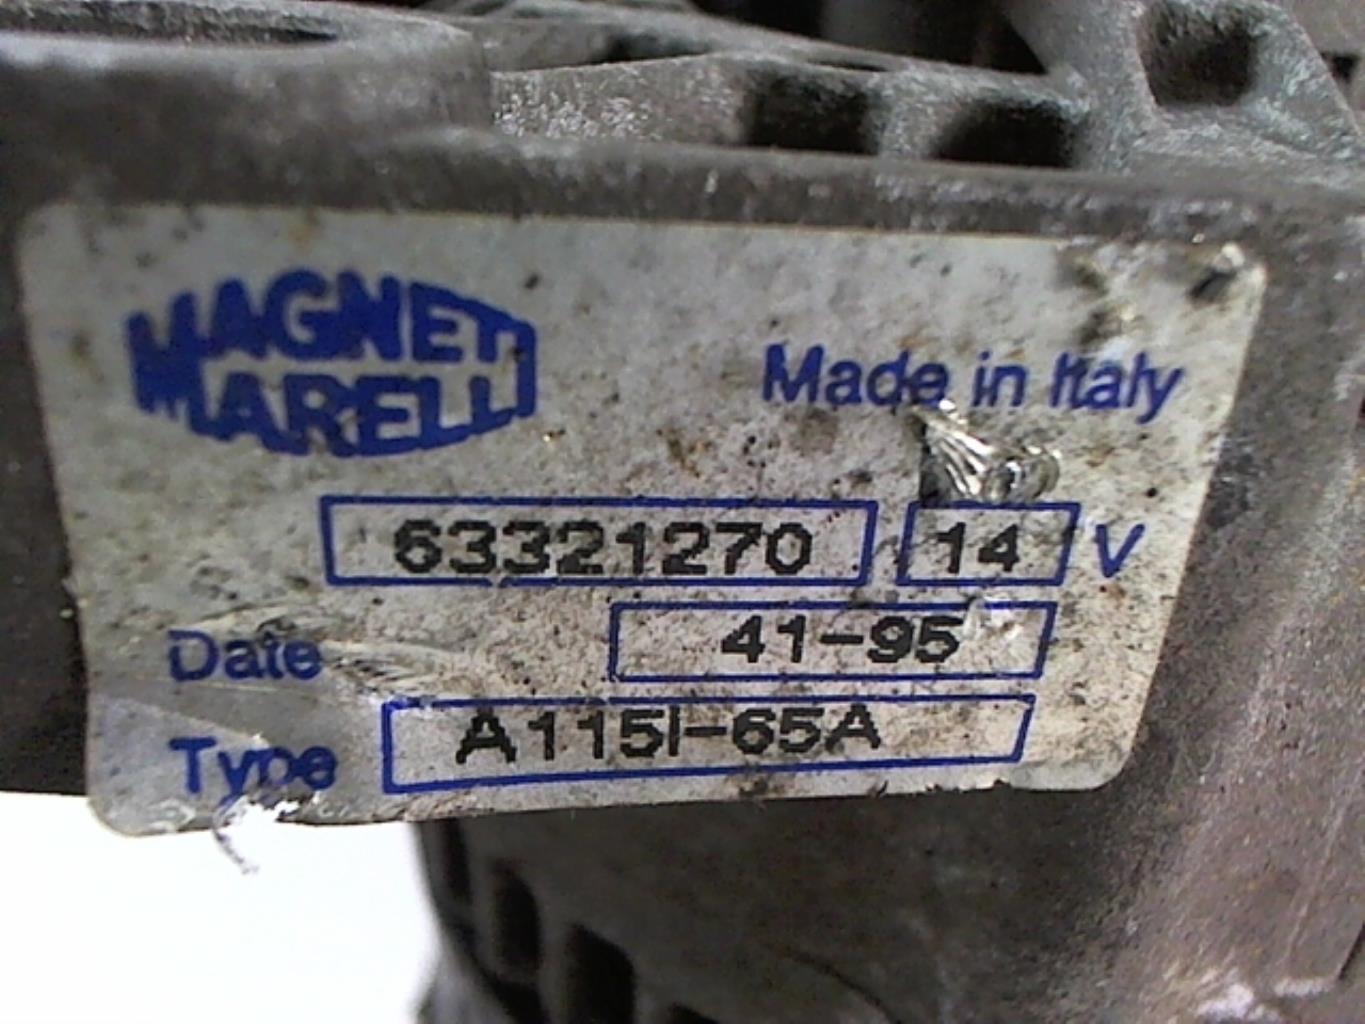 MAGNETI
MARELLI
Made in Italy
63321270 14 V
Date 41-95
Type A115I-65A